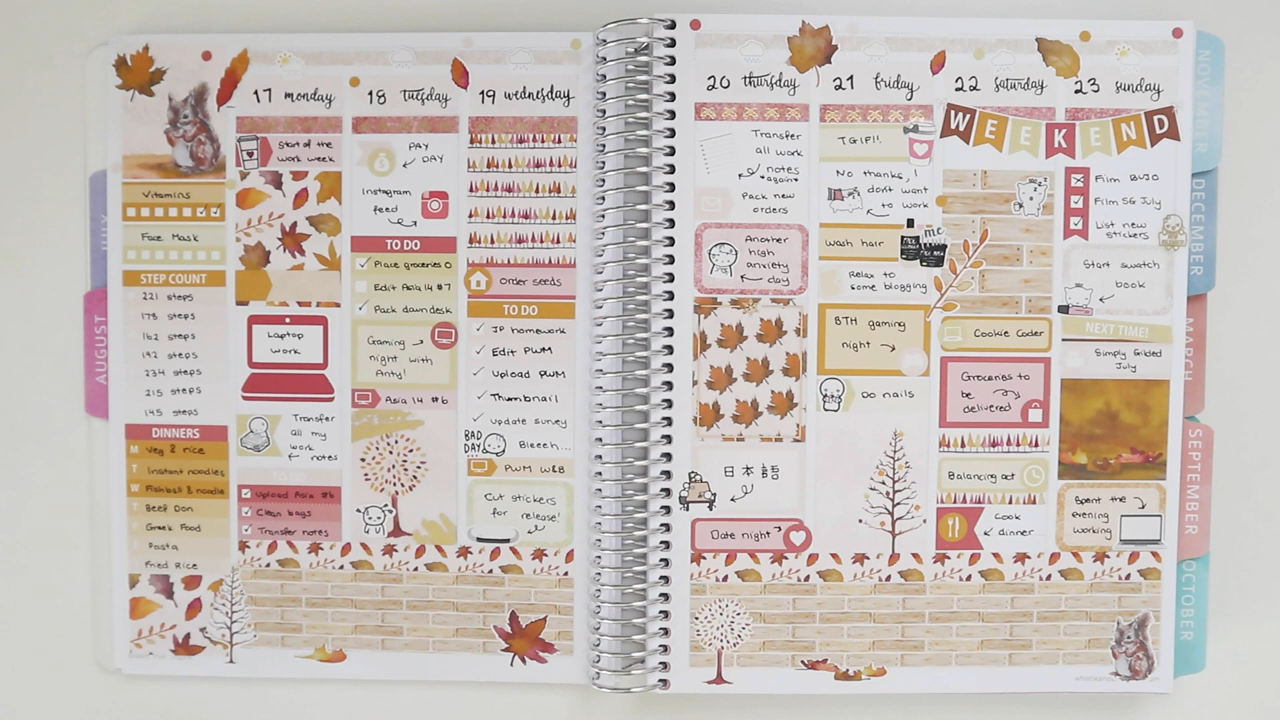 Vitamins
Face Mask
STEP COUNT
221 steps
178 steps
162 steps
192 steps
234 steps
215 steps
145 steps
DINNERS
M Veg & rice
T Instant noodles
W Fishball & noodle
T Beef Don
F Greek Food
Pasta
Fried Rice
17 monday
Start of the
work week
Laptop
work
Transfer
all my
work
notes
Upload Asia #6
Clean bags
Transfer notes
18 tuesday
PAY
DAY
Instagram
feed
TO DO
Place groceries O
Edit Asia 14 #7
Pack down desk
Gaming
night with
Anty!
Asia 14 #6
19 wednesday
Order seeds
TO DO
JP homework
Edit PWM
Upload PWM
Thumbnail
Update survey
BAD
DAY
Bleech...
PWM W&B
Cut stickers
for release!
20 thursday
Transfer
all work
notes
*again*
Pack new
orders
Another
high
anxiety
day
日本語
Date night
21 friday
TGIF!!
No thanes, I
don't want
to work
Wash hair
Relax to
some blogging
BTH gaming
night
Do nails
22 saturday
23 sunday
WEEKEND
me
Cookie Coder
Groceries to
be
delivered
Balancing act
Cook
dinner
Film BUJO
Film SG July
List new
stickers
Start swatch
book
NEXT TIME!
Simply Gilded
July
Spent the
evening
working
JULY
AUGUST
NOVEMBER
DECEMBER
MARCH
SEPTEMBER
OCTOBER